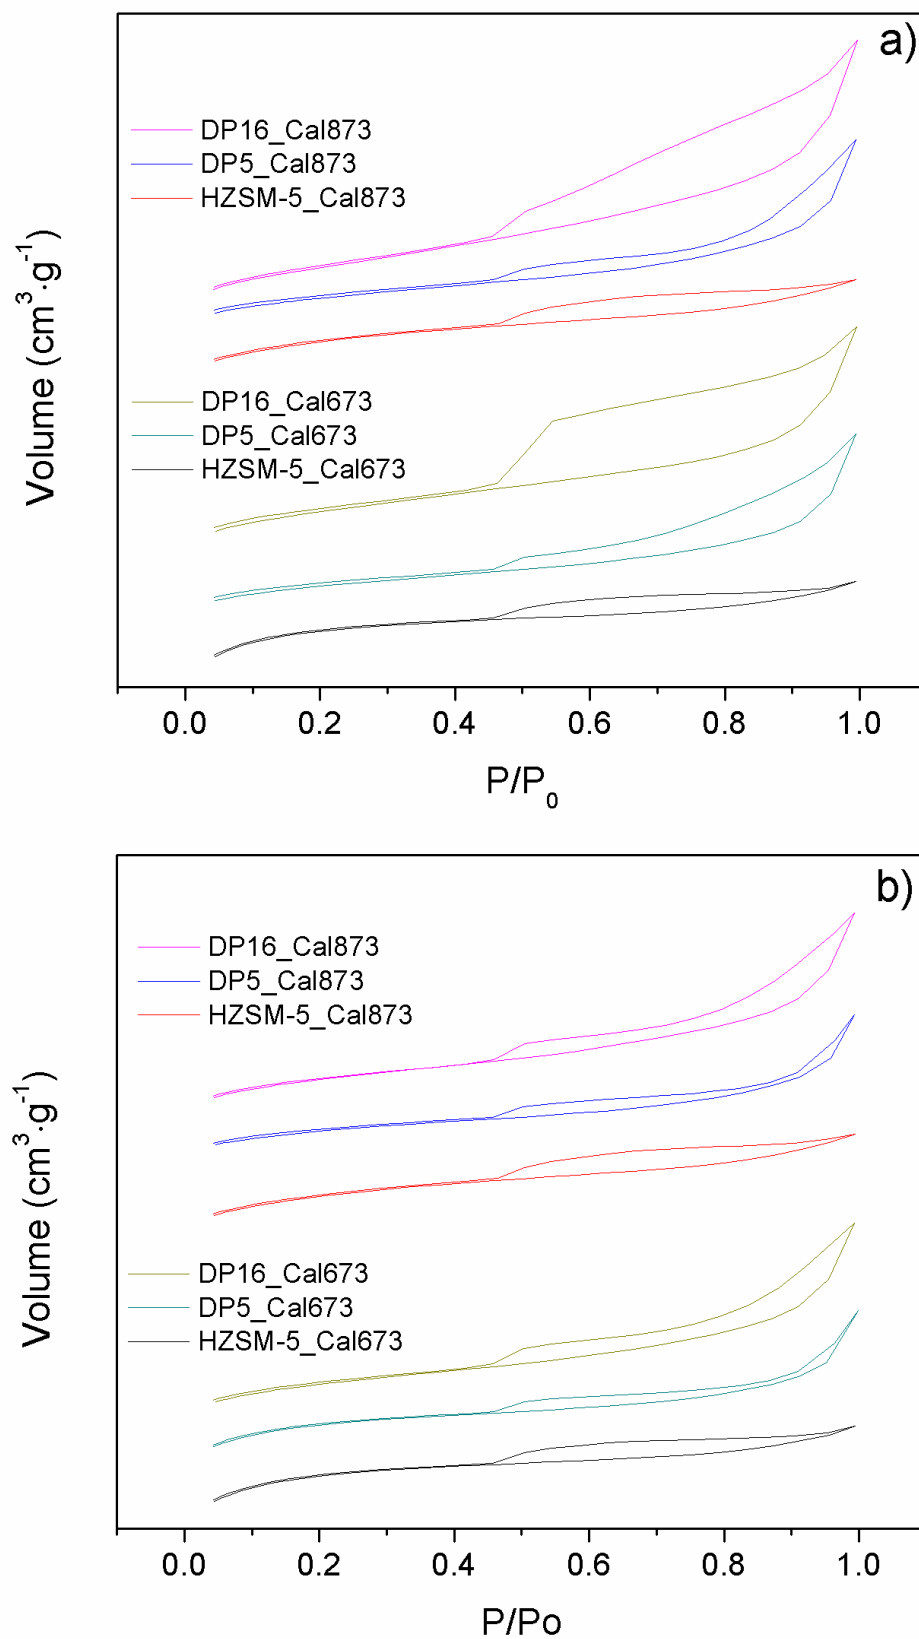 a)
DP16_Cal873
DP5_Cal873
HZSM-5_Cal873
DP16_Cal673
DP5_Cal673
HZSM-5_Cal673
Volume (cm³·g⁻¹)
0.0 0.2 0.4 0.6 0.8 1.0
P/P₀
b)
DP16_Cal873
DP5_Cal873
HZSM-5_Cal873
DP16_Cal673
DP5_Cal673
HZSM-5_Cal673
Volume (cm³·g⁻¹)
0.0 0.2 0.4 0.6 0.8 1.0
P/Po